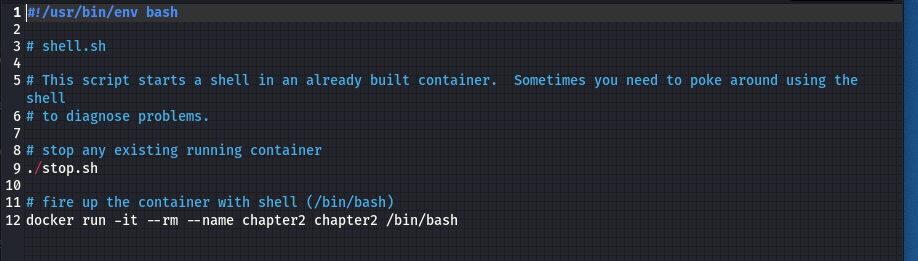 1 #!/usr/bin/env bash
2
3 # shell.sh
4
5 # This script starts a shell in an already built container.  Sometimes you need to poke around using the
shell
6 # to diagnose problems.
7
8 # stop any existing running container
9 ./stop.sh
10
11 # fire up the container with shell (/bin/bash)
12 docker run -it --rm --name chapter2 chapter2 /bin/bash